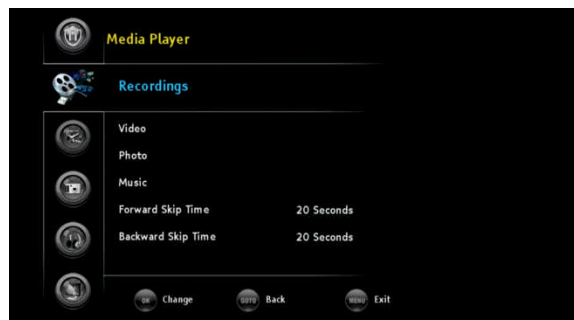 Media Player
Recordings
Video
Photo
Music
Forward Skip Time 20 Seconds
Backward Skip Time 20 Seconds
OK Change GOTO Back MENU Exit